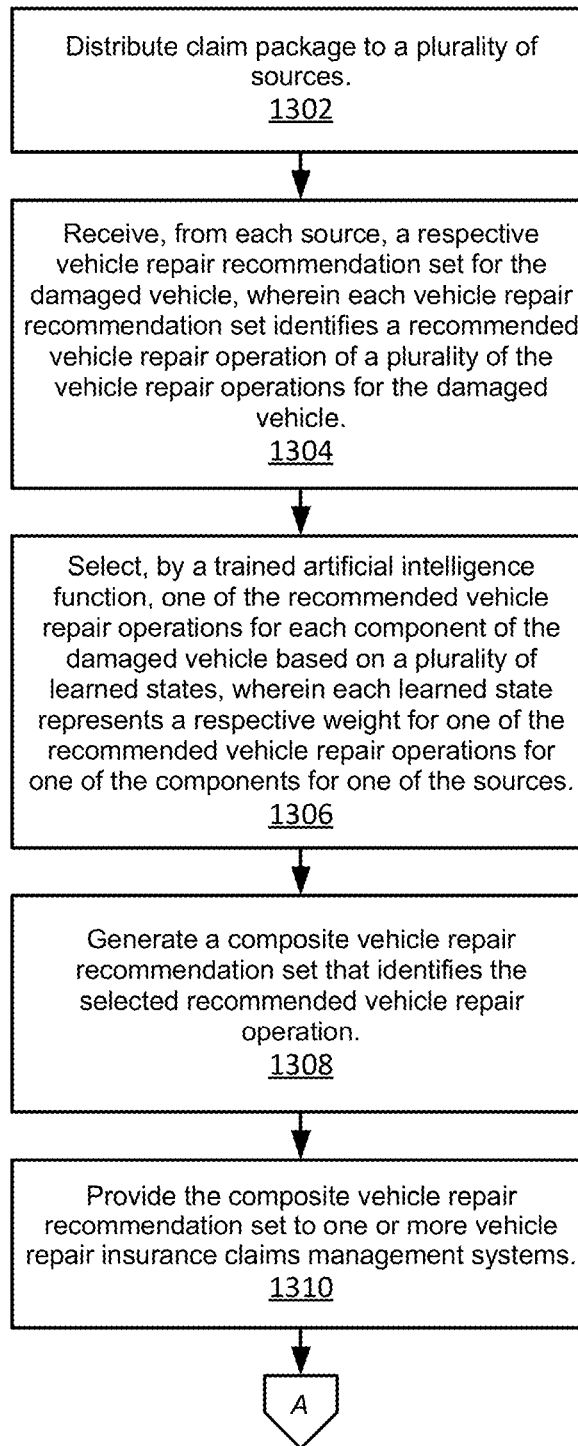 Distribute claim package to a plurality of
sources.
1302
Receive, from each source, a respective
vehicle repair recommendation set for the
damaged vehicle, wherein each vehicle repair
recommendation set identifies a recommended
vehicle repair operation of a plurality of the
vehicle repair operations for the damaged
vehicle.
1304
Select, by a trained artificial intelligence
function, one of the recommended vehicle
repair operations for each component of the
damaged vehicle based on a plurality of
learned states, wherein each learned state
represents a respective weight for one of the
recommended vehicle repair operations for
one of the components for one of the sources.
1306
Generate a composite vehicle repair
recommendation set that identifies the
selected recommended vehicle repair
operation.
1308
Provide the composite vehicle repair
recommendation set to one or more vehicle
repair insurance claims management systems.
1310
A